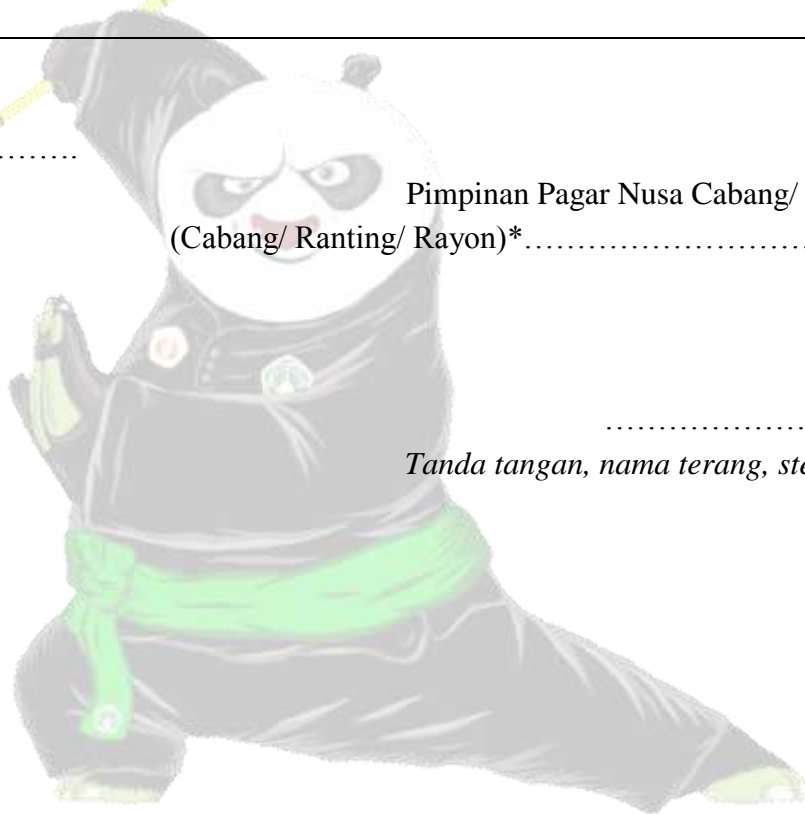 ……..
Pimpinan Pagar Nusa Cabang/
(Cabang/ Ranting/ Rayon)*…………………………
…………………
Tanda tangan, nama terang,